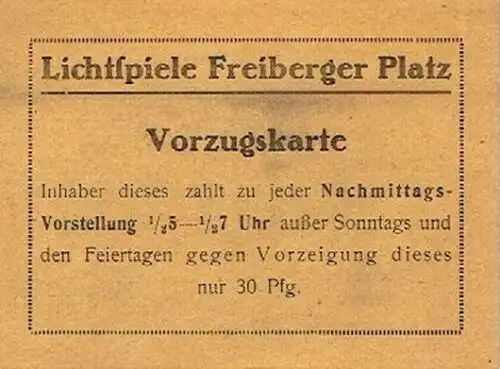 Lichtſpiele Freiberger Platz
Vorzugskarte
Inhaber dieses zahlt zu jeder Nachmittags-
Vorstellung ¹/₂5—¹/₂7 Uhr außer Sonntags und
den Feiertagen gegen Vorzeigung dieses
nur 30 Pfg.